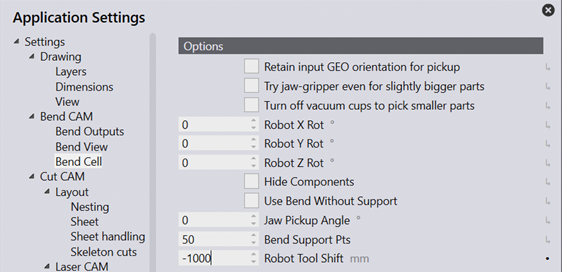 Application Settings
Settings
Drawing
Layers
Dimensions
View
Bend CAM
Bend Outputs
Bend View
Bend Cell
Cut CAM
Layout
Nesting
Sheet
Sheet handling
Skeleton cuts
Laser CAM
Options
Retain input GEO orientation for pickup
Try jaw-gripper even for slightly bigger parts
Turn off vacuum cups to pick smaller parts
0 Robot X Rot °
0 Robot Y Rot °
0 Robot Z Rot °
Hide Components
Use Bend Without Support
0 Jaw Pickup Angle °
50 Bend Support Pts
-1000 Robot Tool Shift mm